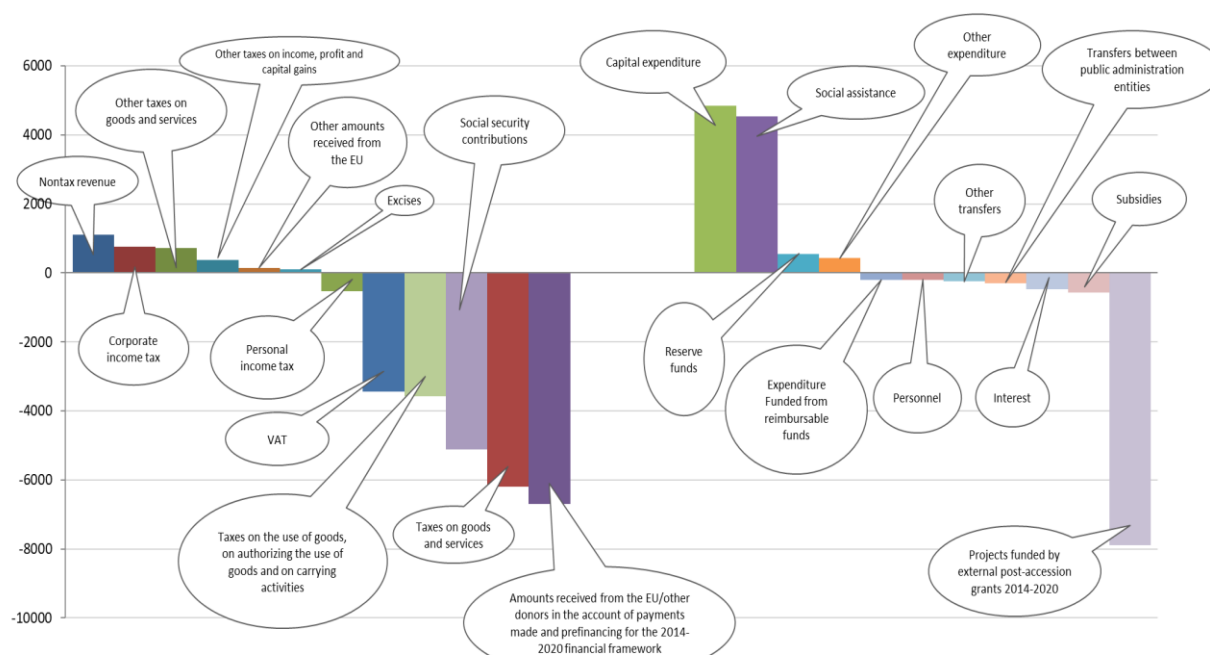 Other taxes on income, profit and
capital gains
Other
expenditure
Transfers between
public administration
entities
6000
Capital expenditure
Other taxes on
goods and services
Social assistance
Social security
contributions
4000
Other amounts
received from
the EU
Nontax revenue
Excises
Other
transfers
Subsidies
2000
0
Corporate
income tax
Personal
income tax
Reserve
funds
-2000
Expenditure
Funded from
reimbursable
funds
Personnel
Interest
-4000
VAT
-6000
Taxes on the use of goods,
on authorizing the use of
goods and on carrying
activities
Taxes on goods
and services
-8000
Projects funded by
external post-accession
grants 2014-2020
Amounts received from the EU/other
donors in the account of payments
made and prefinancing for the 2014-
2020 financial framework
-10000